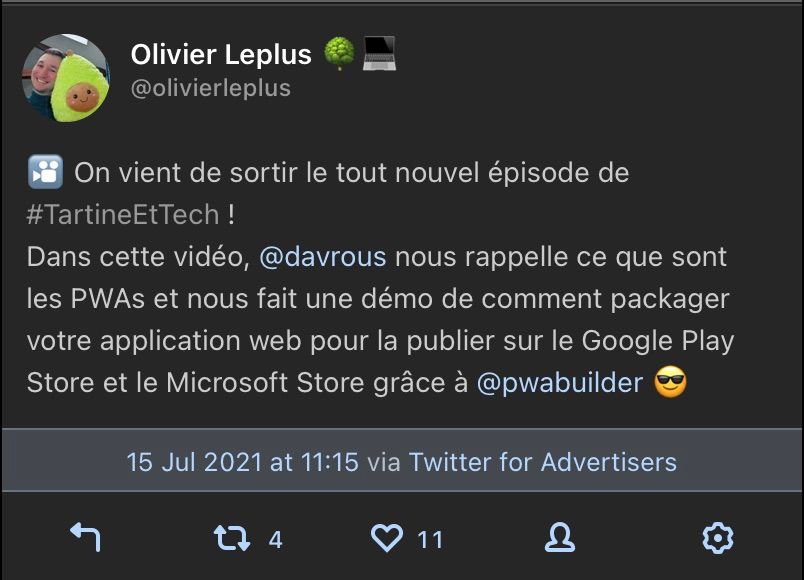 Olivier Leplus 🌳💻
@olivierleplus
🎦 On vient de sortir le tout nouvel épisode de
#TartineEtTech !
Dans cette vidéo, @davrous nous rappelle ce que sont
les PWAs et nous fait une démo de comment packager
votre application web pour la publier sur le Google Play
Store et le Microsoft Store grâce à @pwabuilder 😎
15 Jul 2021 at 11:15 via Twitter for Advertisers
4 11